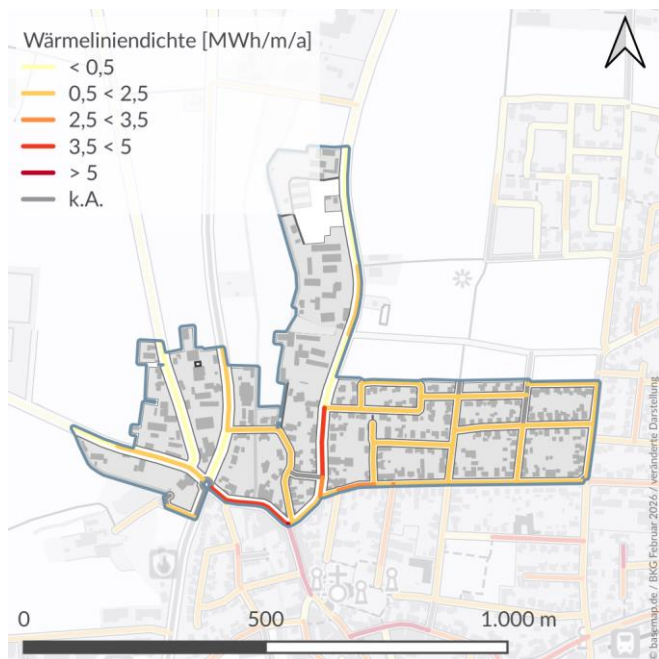 Wärmeliniendichte [MWh/m/a]
< 0,5
0,5 < 2,5
2,5 < 3,5
3,5 < 5
> 5
k.A.
© basemap.de / BKG Februar 2026 / veränderte Darstellung
0 500 1.000 m